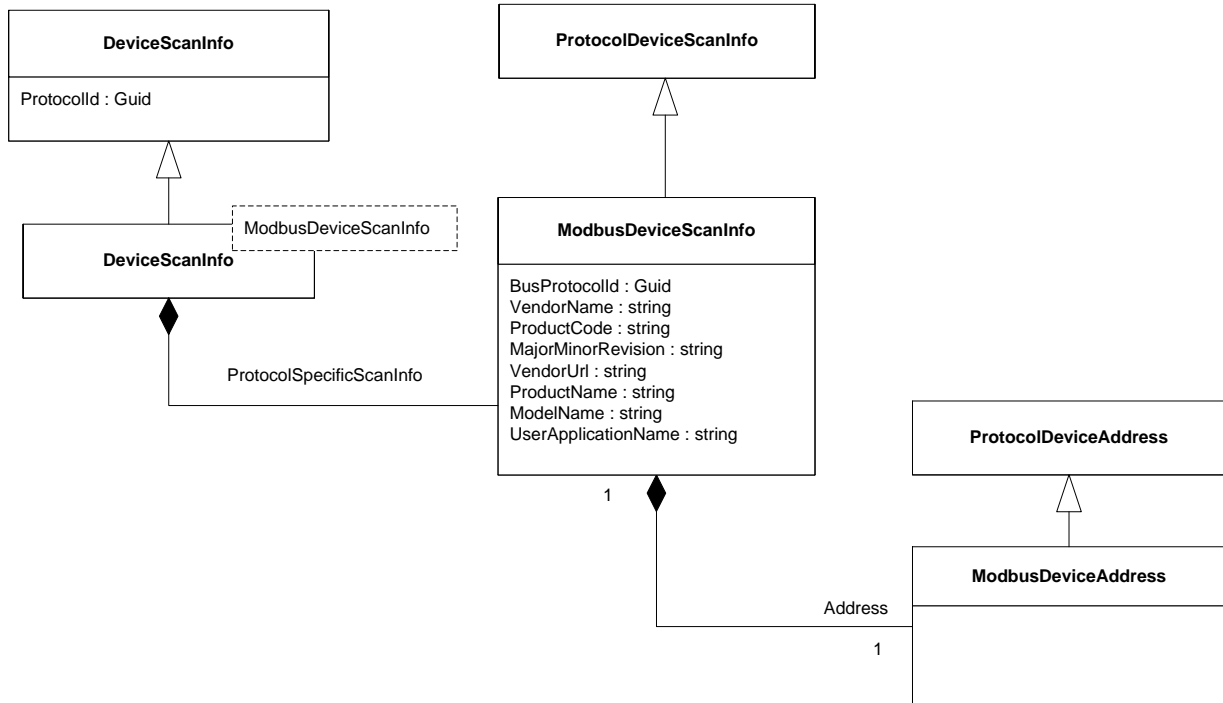 DeviceScanInfo
ProtocolId : Guid
ProtocolDeviceScanInfo
ModbusDeviceScanInfo
DeviceScanInfo
ProtocolSpecificScanInfo
ModbusDeviceScanInfo
BusProtocolId : Guid
VendorName : string
ProductCode : string
MajorMinorRevision : string
VendorUrl : string
ProductName : string
ModelName : string
UserApplicationName : string
1
ProtocolDeviceAddress
ModbusDeviceAddress
Address
1